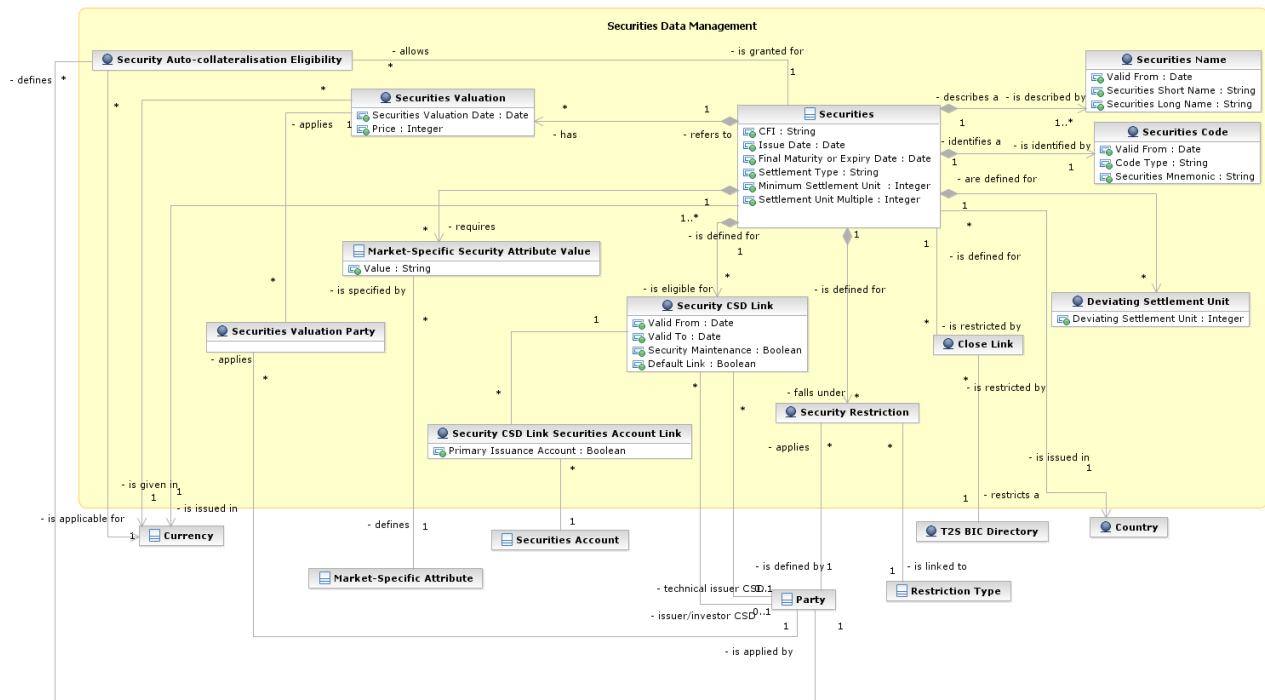 Securities Data Management
Security Auto-collateralisation Eligibility
- allows
*
- is granted for
1
- defines
*
*
Securities Name
Valid From : Date
Securities Short Name : String
Securities Long Name : String
- describes a
- is described by
1
1..*
Securities Valuation
Securities Valuation Date : Date
Price : Integer
*
- applies
1
*
- has
1
- refers to
Securities
CFI : String
Issue Date : Date
Final Maturity or Expiry Date : Date
Settlement Type : String
Minimum Settlement Unit : Integer
Settlement Unit Multiple : Integer
Securities Code
Valid From : Date
Code Type : String
Securities Mnemonic : String
- identifies a
- is identified by
1
1
- are defined for
1
*
1
1..*
*
- requires
- is defined for
1
1
1
*
- is defined for
Market-Specific Security Attribute Value
Value : String
- is specified by
*
- is eligible for
*
- is defined for
Security CSD Link
Valid From : Date
Valid To : Date
Security Maintenance : Boolean
Default Link : Boolean
1
Deviating Settlement Unit
Deviating Settlement Unit : Integer
*
Securities Valuation Party
*
- applies
*
*
- is restricted by
Close Link
*
- is restricted by
*
*
*
- falls under
*
Security Restriction
- applies
*
*
Security CSD Link Securities Account Link
Primary Issuance Account : Boolean
*
- is issued in
1
- is given in
1
1
- is issued in
- restricts a
1
- is applicable for
1
Currency
- defines
1
1
Securities Account
T2S BIC Directory
Country
Market-Specific Attribute
- is defined by
1
- is linked to
1
Restriction Type
- technical issuer CSD
0..1
Party
- issuer/investor CSD
0..1
1
1
- is applied by